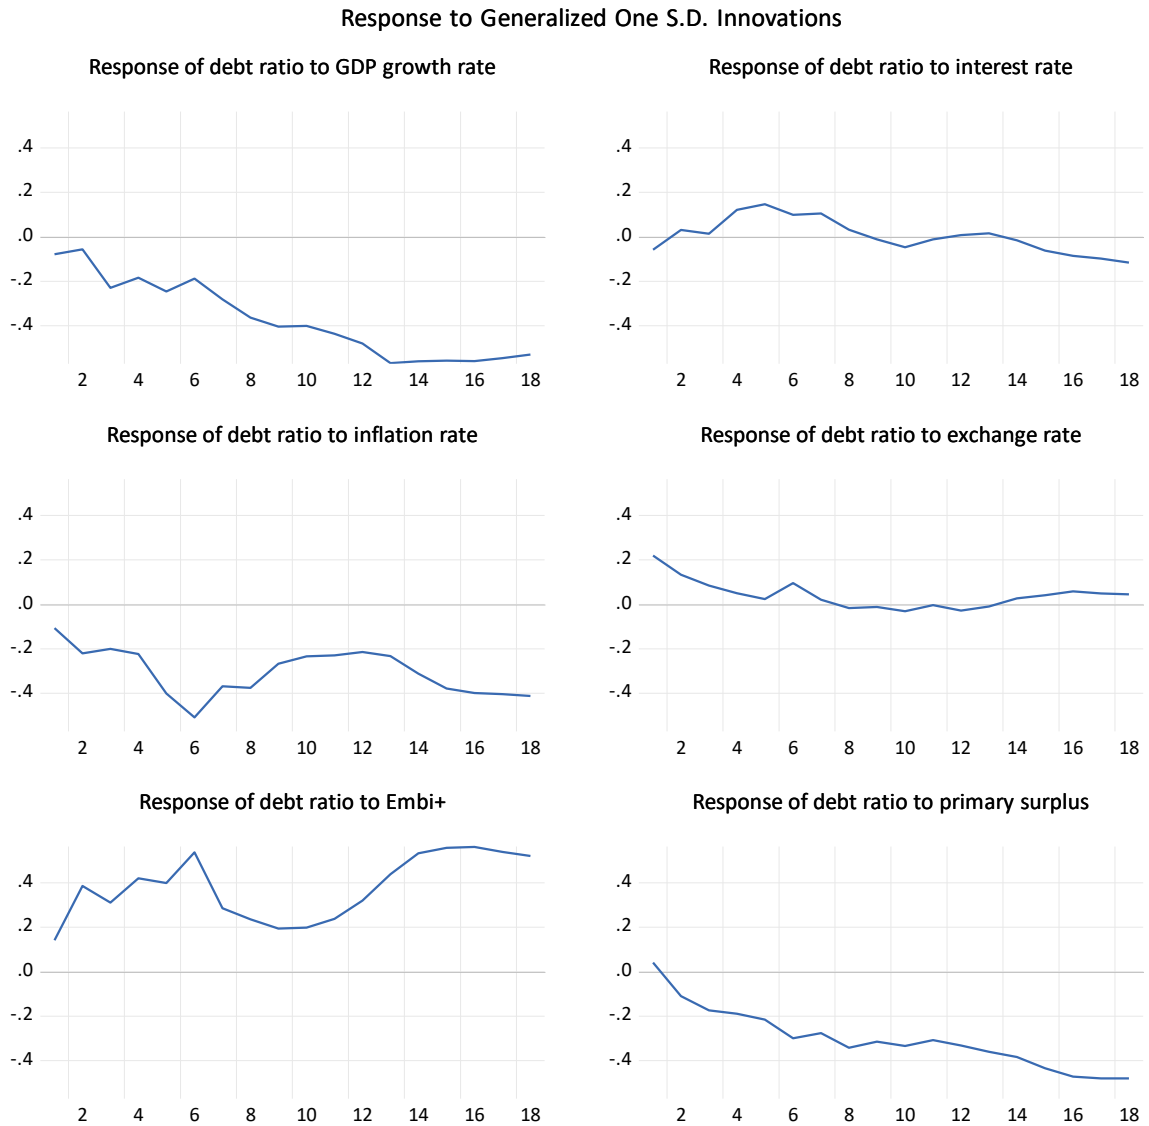 Response to Generalized One S.D. Innovations
Response of debt ratio to GDP growth rate
.4
.2
.0
-.2
-.4
2 4 6 8 10 12 14 16 18
Response of debt ratio to interest rate
.4
.2
.0
-.2
-.4
2 4 6 8 10 12 14 16 18
Response of debt ratio to inflation rate
.4
.2
.0
-.2
-.4
2 4 6 8 10 12 14 16 18
Response of debt ratio to exchange rate
.4
.2
.0
-.2
-.4
2 4 6 8 10 12 14 16 18
Response of debt ratio to Embi+
.4
.2
.0
-.2
-.4
2 4 6 8 10 12 14 16 18
Response of debt ratio to primary surplus
.4
.2
.0
-.2
-.4
2 4 6 8 10 12 14 16 18